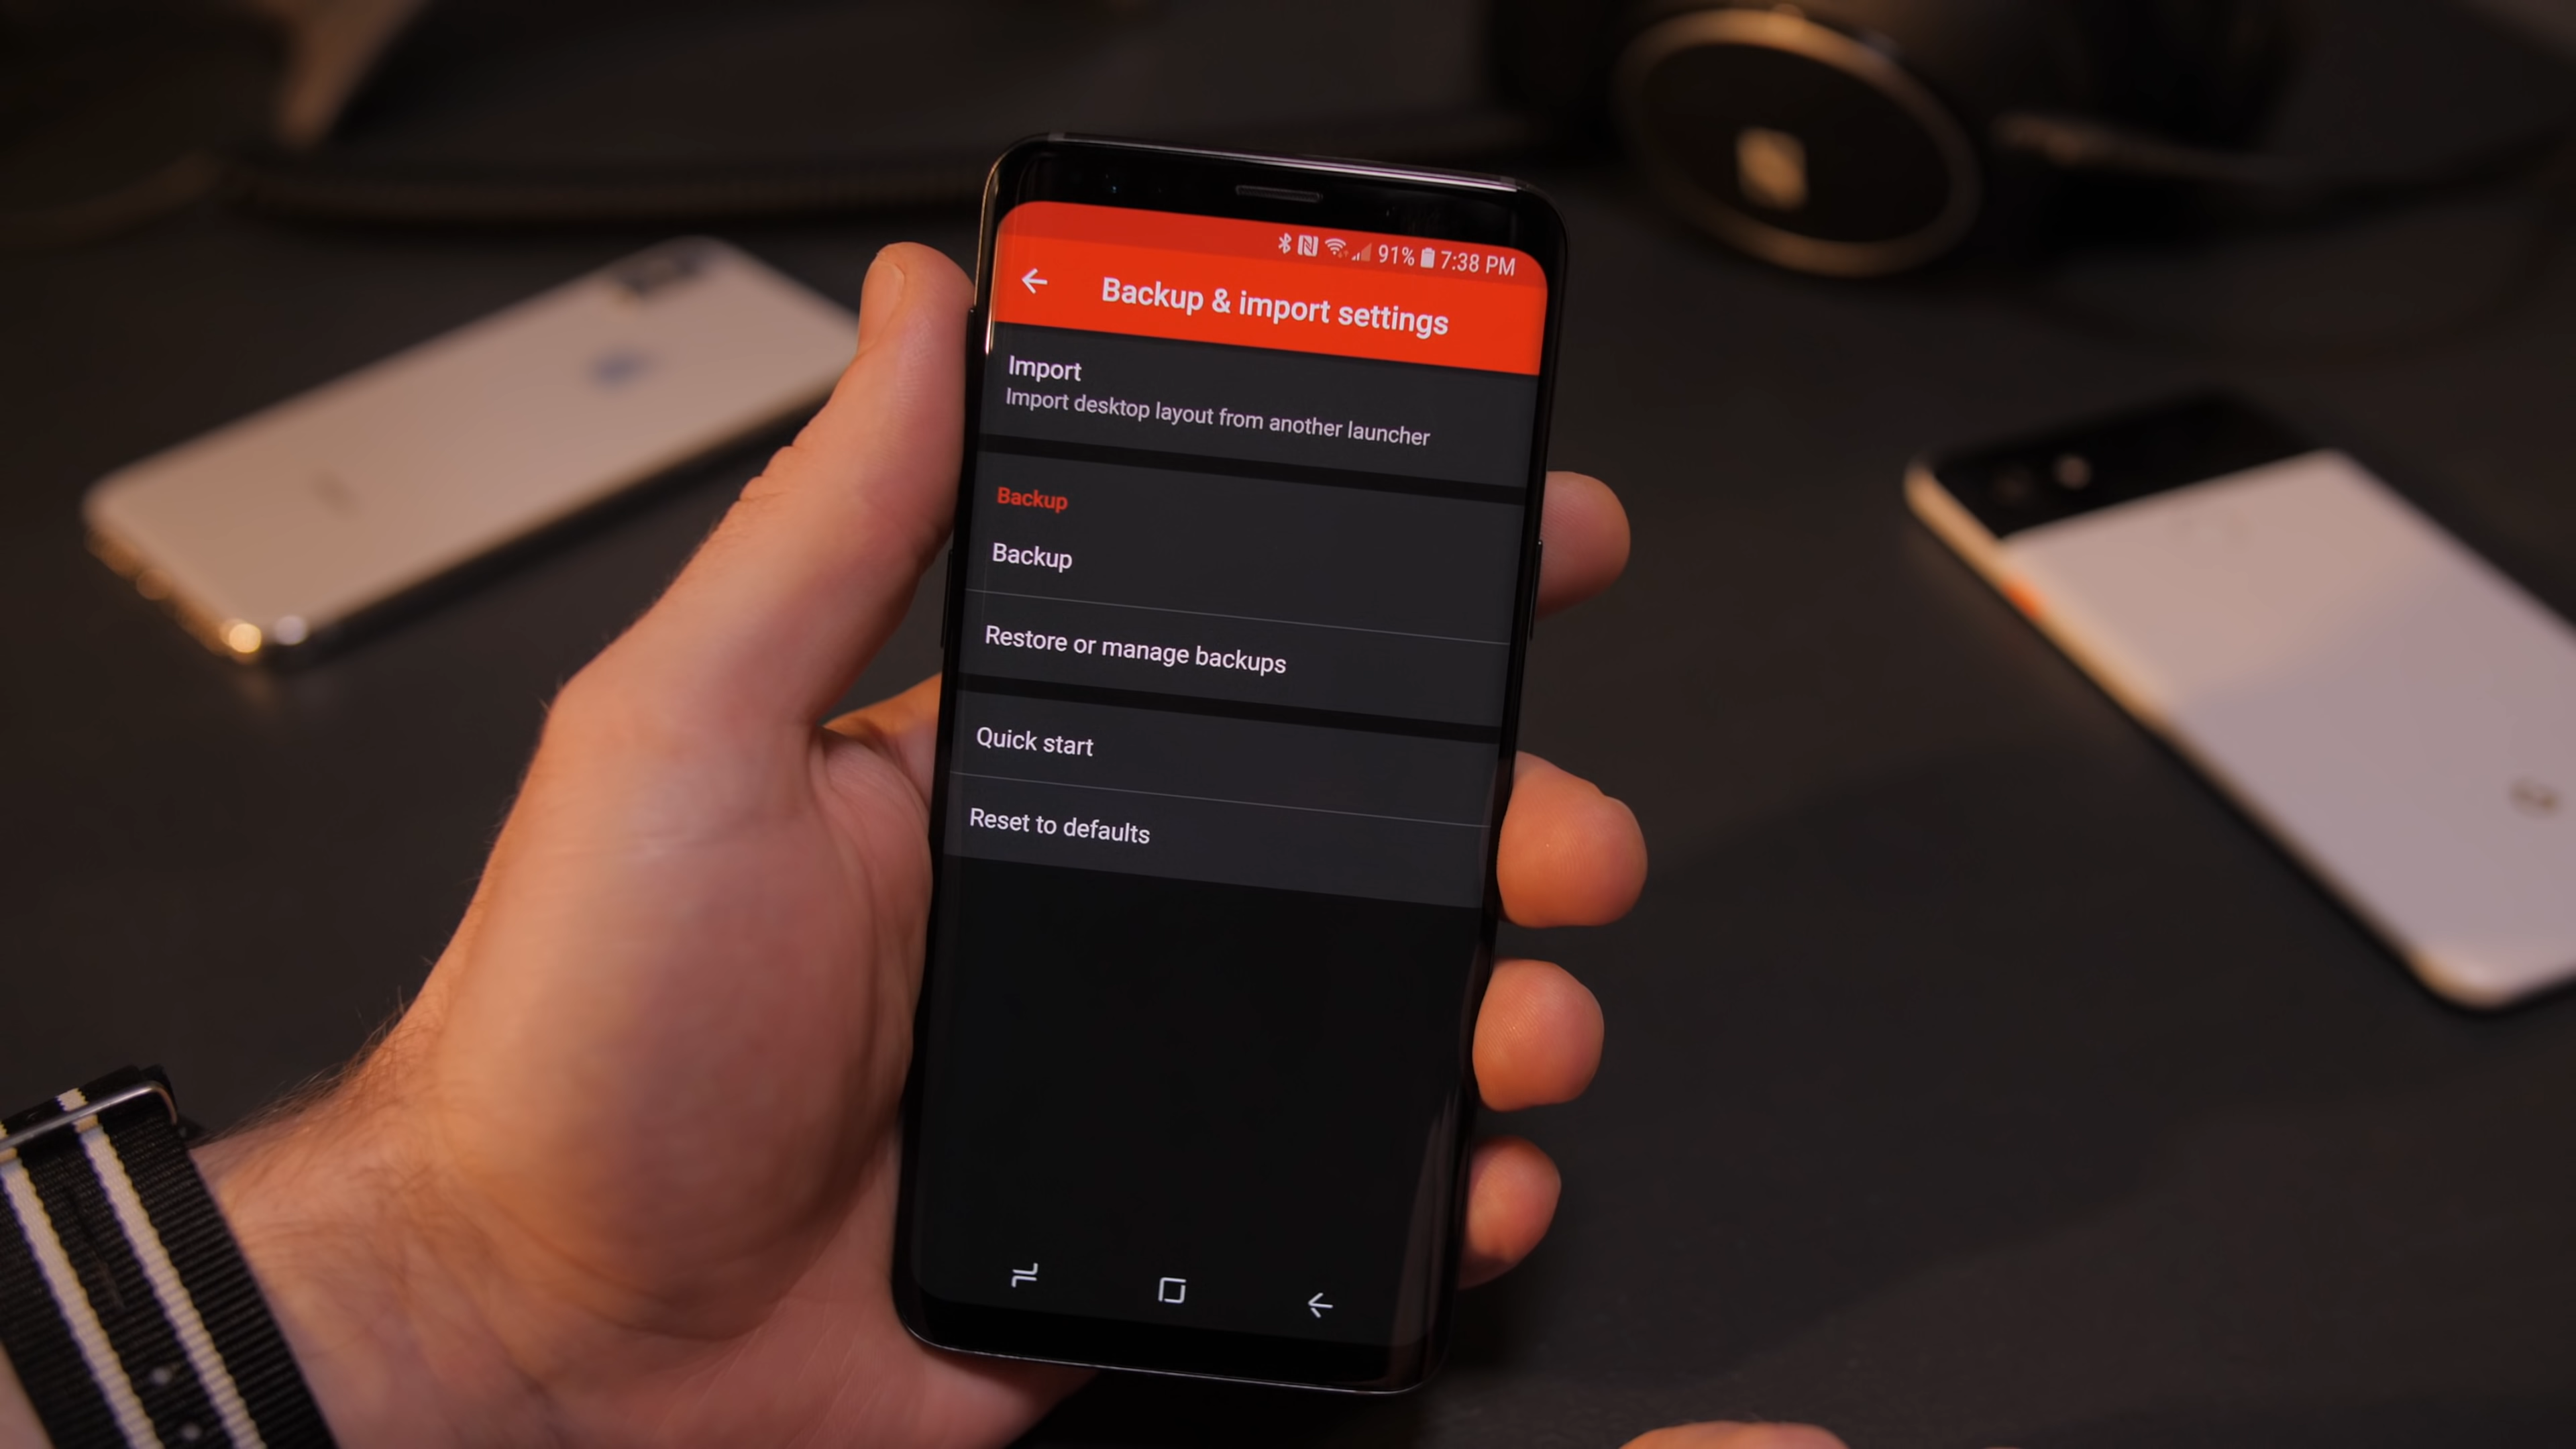 91% 7:38 PM
Backup & import settings
Import
Import desktop layout from another launcher
Backup
Backup
Restore or manage backups
Quick start
Reset to defaults